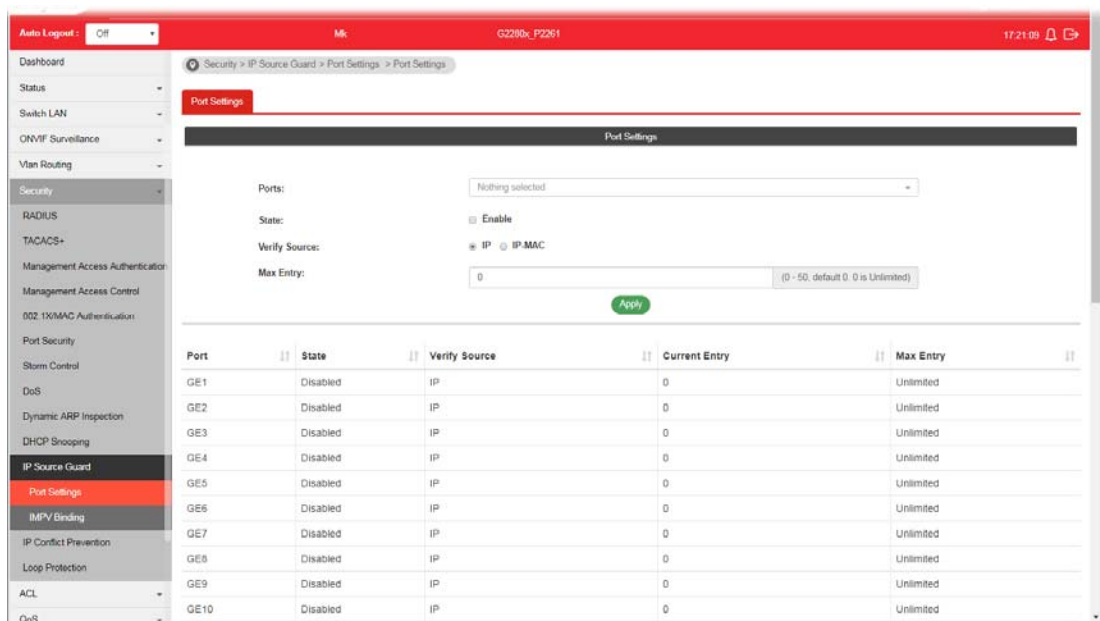 Auto Logout : Off Mk G2280x_P2261 17:21:09
Security > IP Source Guard > Port Settings > Port Settings
Dashboard
Status
Switch LAN
ONVIF Surveillance
Vlan Routing
Security
RADIUS
TACACS+
Management Access Authentication
Management Access Control
802.1X/MAC Authentication
Port Security
Storm Control
DoS
Dynamic ARP Inspection
DHCP Snooping
IP Source Guard
Port Settings
IMPV Binding
IP Conflict Prevention
Loop Protection
ACL
QoS
Port Settings
Port Settings
Ports: Nothing selected
State: Enable
Verify Source: IP IP-MAC
Max Entry: 0 (0 - 50, default 0. 0 is Unlimited)
Apply
Port State Verify Source Current Entry Max Entry
GE1 Disabled IP 0 Unlimited
GE2 Disabled IP 0 Unlimited
GE3 Disabled IP 0 Unlimited
GE4 Disabled IP 0 Unlimited
GE5 Disabled IP 0 Unlimited
GE6 Disabled IP 0 Unlimited
GE7 Disabled IP 0 Unlimited
GE8 Disabled IP 0 Unlimited
GE9 Disabled IP 0 Unlimited
GE10 Disabled IP 0 Unlimited